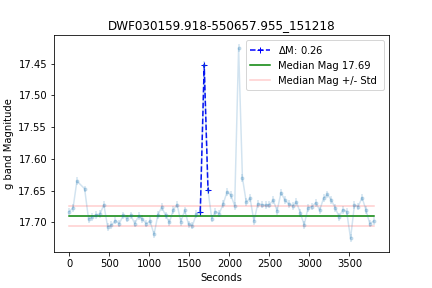 DWF030159.918-550657.955_151218
ΔM: 0.26
Median Mag 17.69
Median Mag +/- Std
g band Magnitude
17.45
17.50
17.55
17.60
17.65
17.70
0 500 1000 1500 2000 2500 3000 3500
Seconds